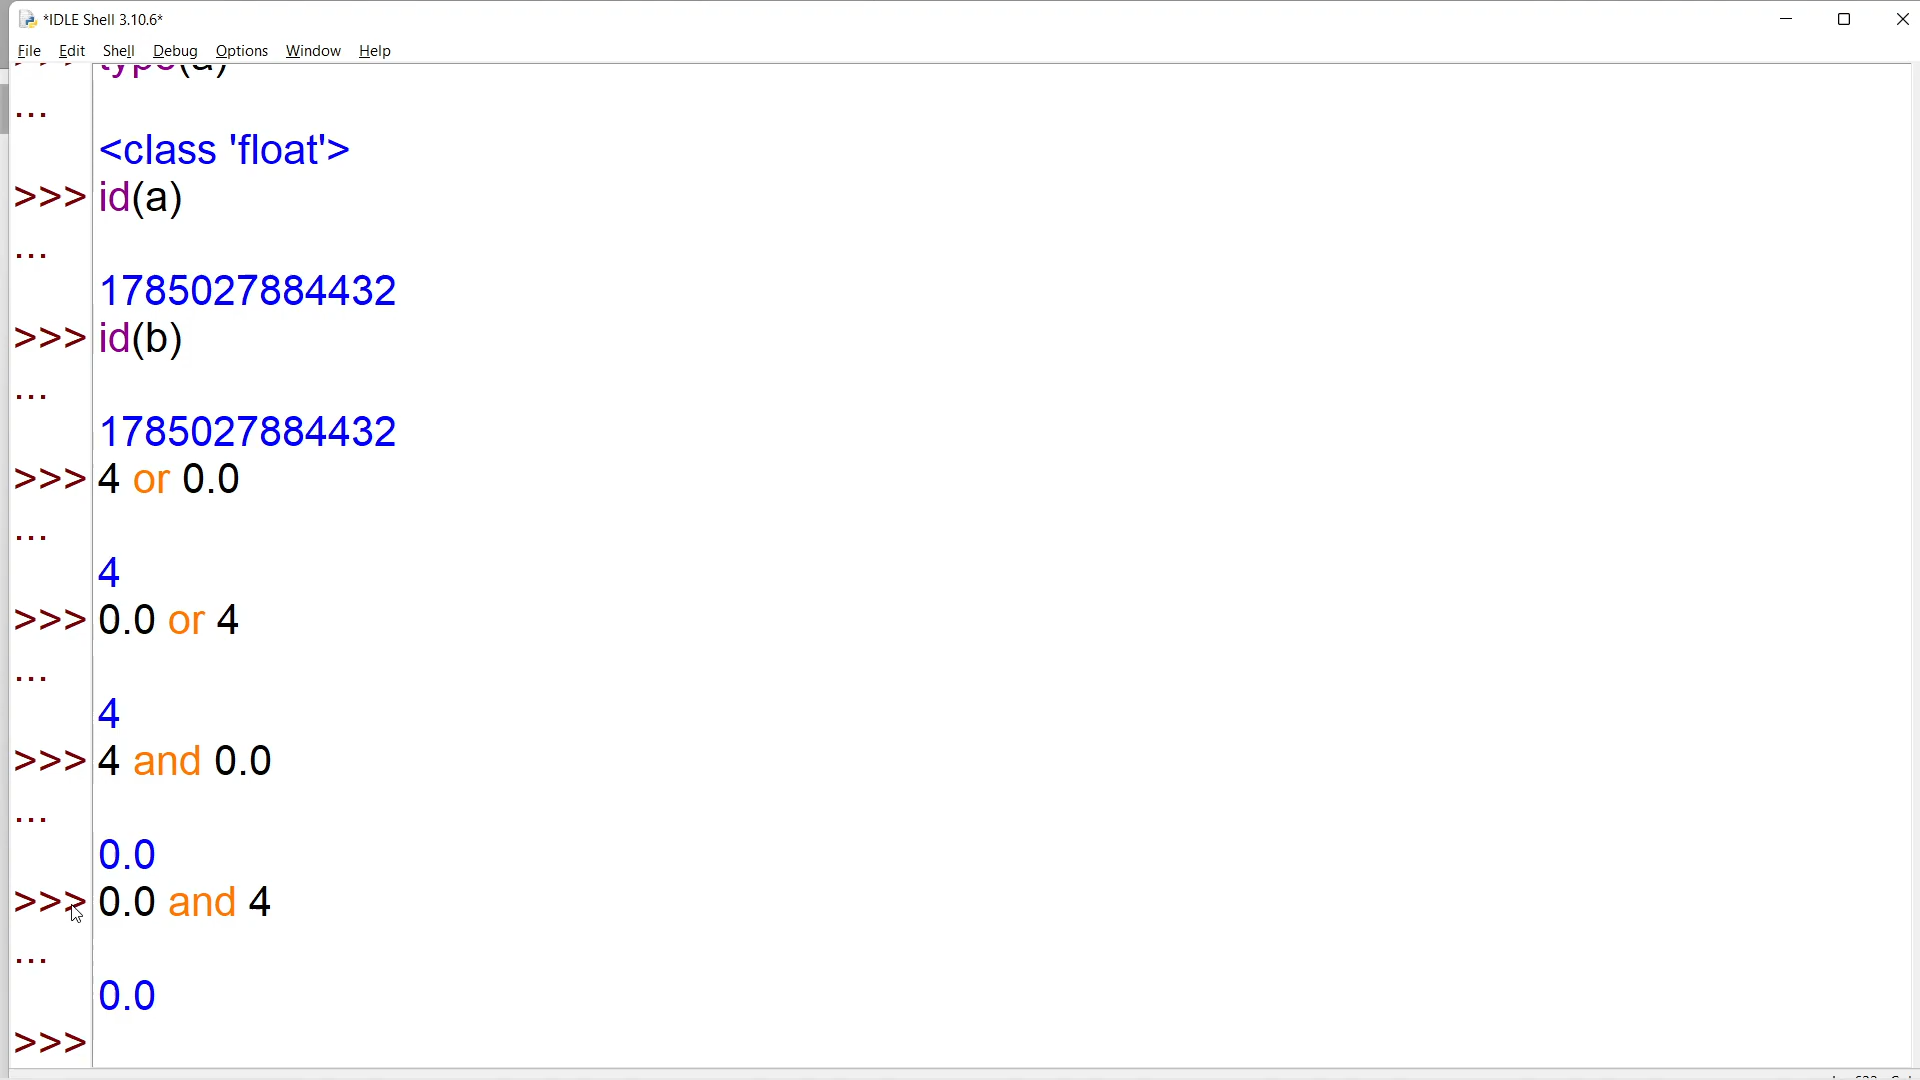 *IDLE Shell 3.10.6*
File Edit Shell Debug Options Window Help
>>> type(a)
...
<class 'float'>
>>> id(a)
...
1785027884432
>>> id(b)
...
1785027884432
>>> 4 or 0.0
...
4
>>> 0.0 or 4
...
4
>>> 4 and 0.0
...
0.0
>>> 0.0 and 4
...
0.0
>>>